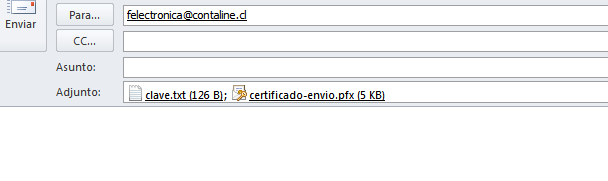 Enviar
Para... felectronica@contaline.cl
CC...
Asunto:
Adjunto: clave.txt (126 B); certificado-envio.pfx (5 KB)